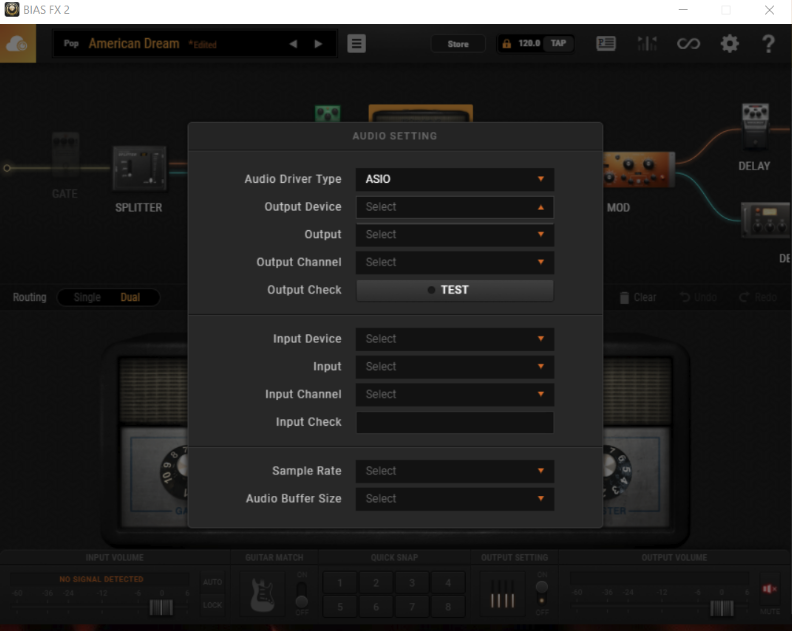 BIAS FX 2
Pop American Dream *Edited
Store
120.0 TAP
AUDIO SETTING
Audio Driver Type ASIO
Output Device Select
Output Select
Output Channel Select
Output Check TEST
Input Device Select
Input Select
Input Channel Select
Input Check
Sample Rate Select
Audio Buffer Size Select
GATE
SPLITTER
MOD
DELAY
DE
Routing Single Dual
Clear Undo Redo
INPUT VOLUME GUITAR MATCH QUICK SNAP OUTPUT SETTING OUTPUT VOLUME
NO SIGNAL DETECTED
AUTO
LOCK
ON
OFF
1 2 3 4
5 6 7 8
ON
OFF
MUTE